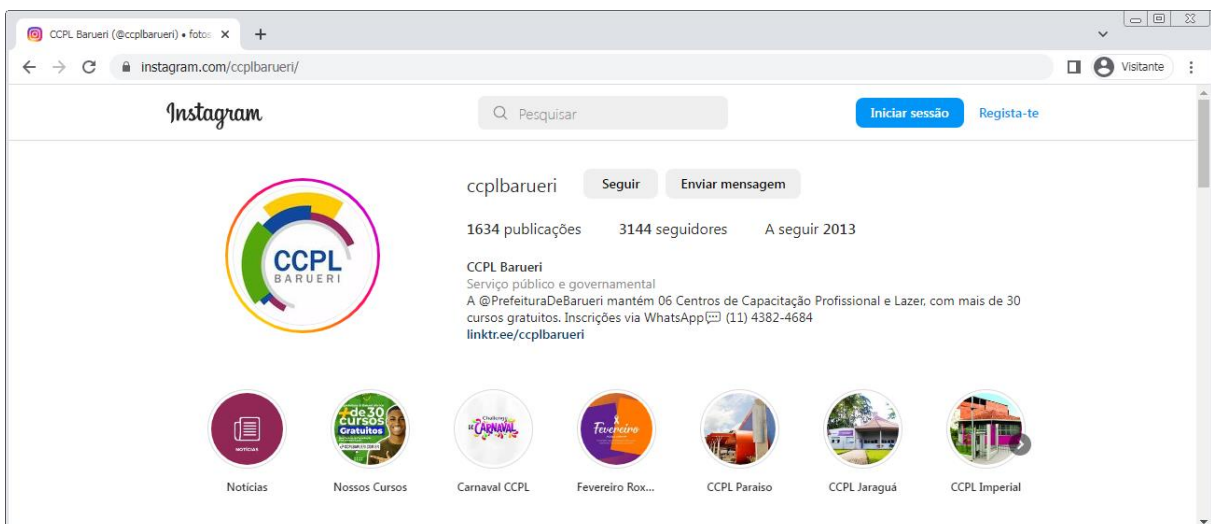 CCPL Barueri (@ccplbarueri) • fotos
instagram.com/ccplbarueri/
Visitante
Instagram
Pesquisar
Iniciar sessão
Regista-te
ccplbarueri
Seguir
Enviar mensagem
1634 publicações
3144 seguidores
A seguir 2013
CCPL
BARUERI
CCPL Barueri
Serviço público e governamental
A @PrefeituraDeBarueri mantém 06 Centros de Capacitação Profissional e Lazer, com mais de 30
cursos gratuitos. Inscrições via WhatsApp💬 (11) 4382-4684
linktr.ee/ccplbarueri
NOTÍCIAS
+de30
cursos
Gratuitos
CARNAVAL
Fevereiro
Notícias
Nossos Cursos
Carnaval CCPL
Fevereiro Rox...
CCPL Paraiso
CCPL Jaraguá
CCPL Imperial